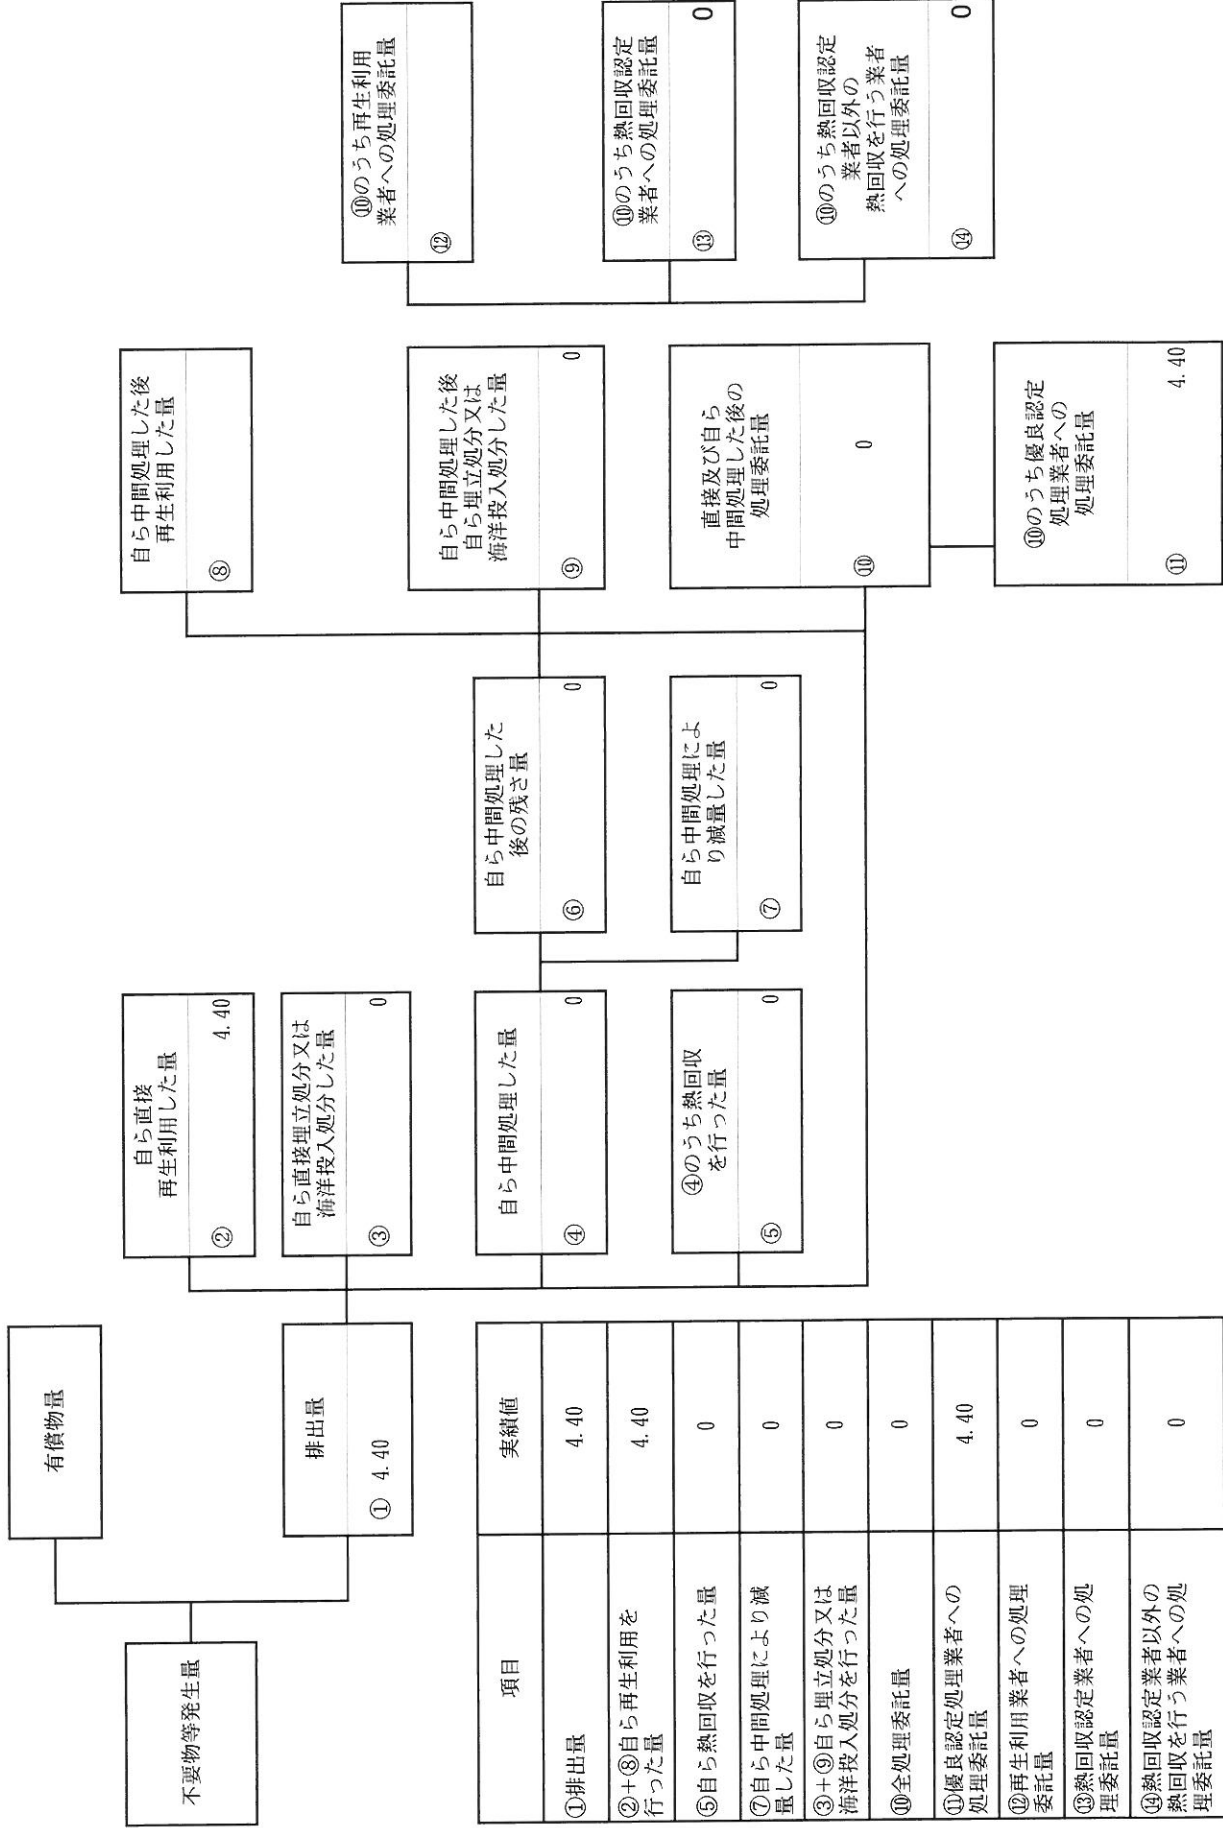 不要物等発生量
有償物量
排出量
① 4.40
自ら直接
再生利用した量
② 4.40
自ら直接埋立処分又は
海洋投入処分した量
③ 0
自ら中間処理した量
④ 0
④のうち熱回収
を行った量
⑤ 0
自ら中間処理した
後の残さ量
⑥ 0
自ら中間処理によ
り減量した量
⑦ 0
自ら中間処理した後
再生利用した量
⑧
自ら中間処理した後
自ら埋立処分又は
海洋投入処分した量
⑨ 0
直接及び自ら
中間処理した後の
処理委託量
⑩ 0
⑩のうち優良認定
処理業者への
処理委託量
⑪ 4.40
⑩のうち再生利用
業者への処理委託量
⑫
⑩のうち熱回収認定
業者への処理委託量
⑬ 0
⑩のうち熱回収認定
業者以外の
熱回収を行う業者
への処理委託量
⑭ 0
項目 実績値
①排出量 4.40
②+⑧自ら再生利用を
行った量 4.40
⑤自ら熱回収を行った量 0
⑦自ら中間処理により減
量した量 0
③+⑨自ら埋立処分又は
海洋投入処分を行った量 0
⑩全処理委託量 0
⑪優良認定処理業者への
処理委託量 4.40
⑫再生利用業者への処理
委託量 0
⑬熱回収認定業者への処
理委託量 0
⑭熱回収認定業者以外の
熱回収を行う業者への処
理委託量 0